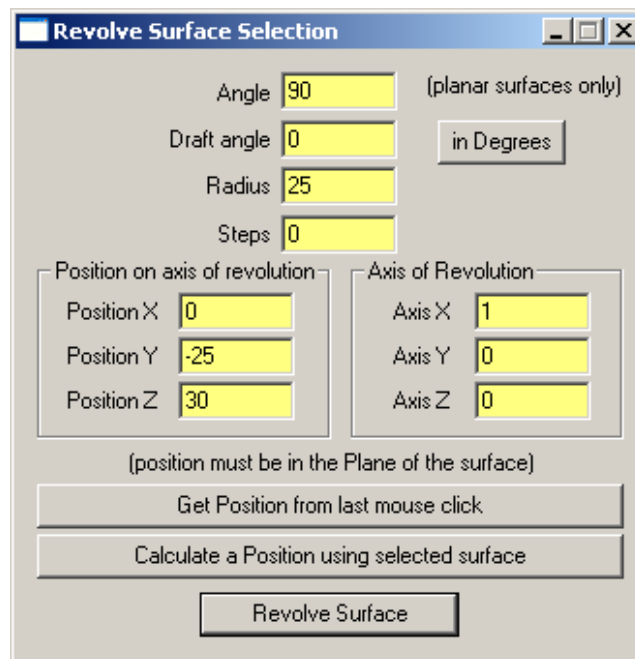 Revolve Surface Selection
Angle 90 (planar surfaces only)
Draft angle 0 in Degrees
Radius 25
Steps 0
Position on axis of revolution Axis of Revolution
Position X 0 Axis X 1
Position Y -25 Axis Y 0
Position Z 30 Axis Z 0
(position must be in the Plane of the surface)
Get Position from last mouse click
Calculate a Position using selected surface
Revolve Surface